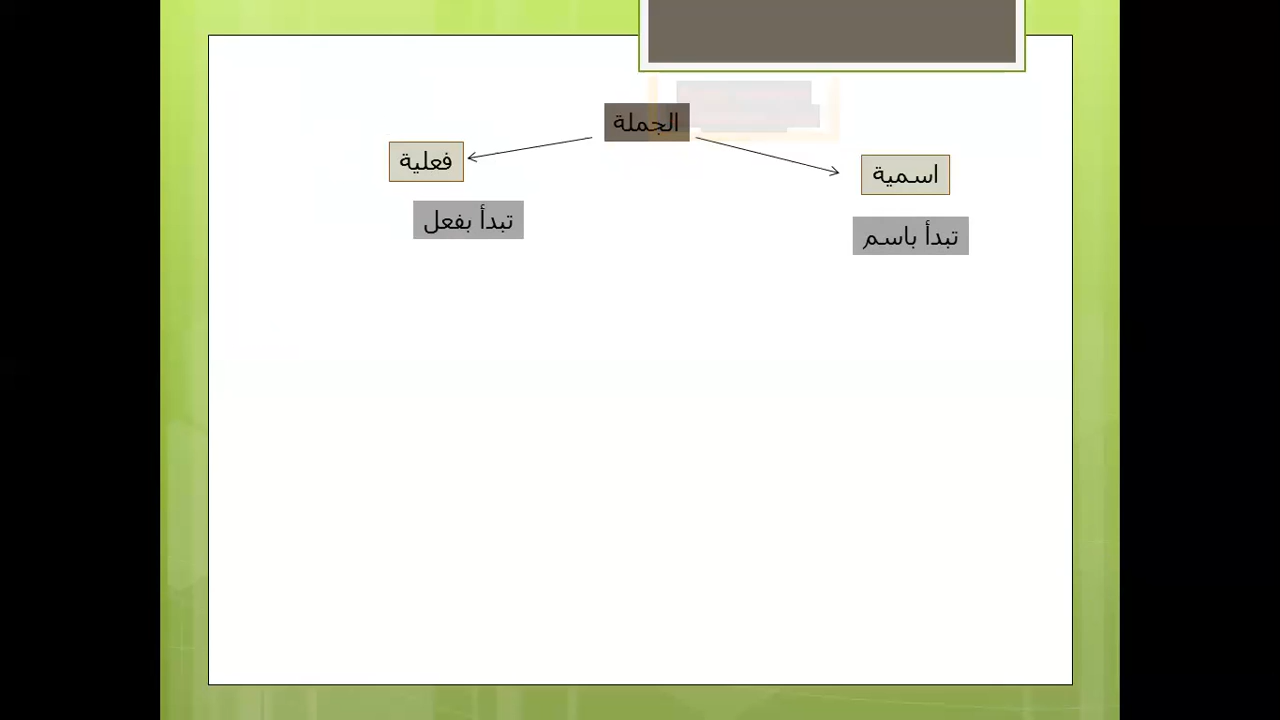 الجملة
اسمية
فعلية
تبدأ باسم
تبدأ بفعل